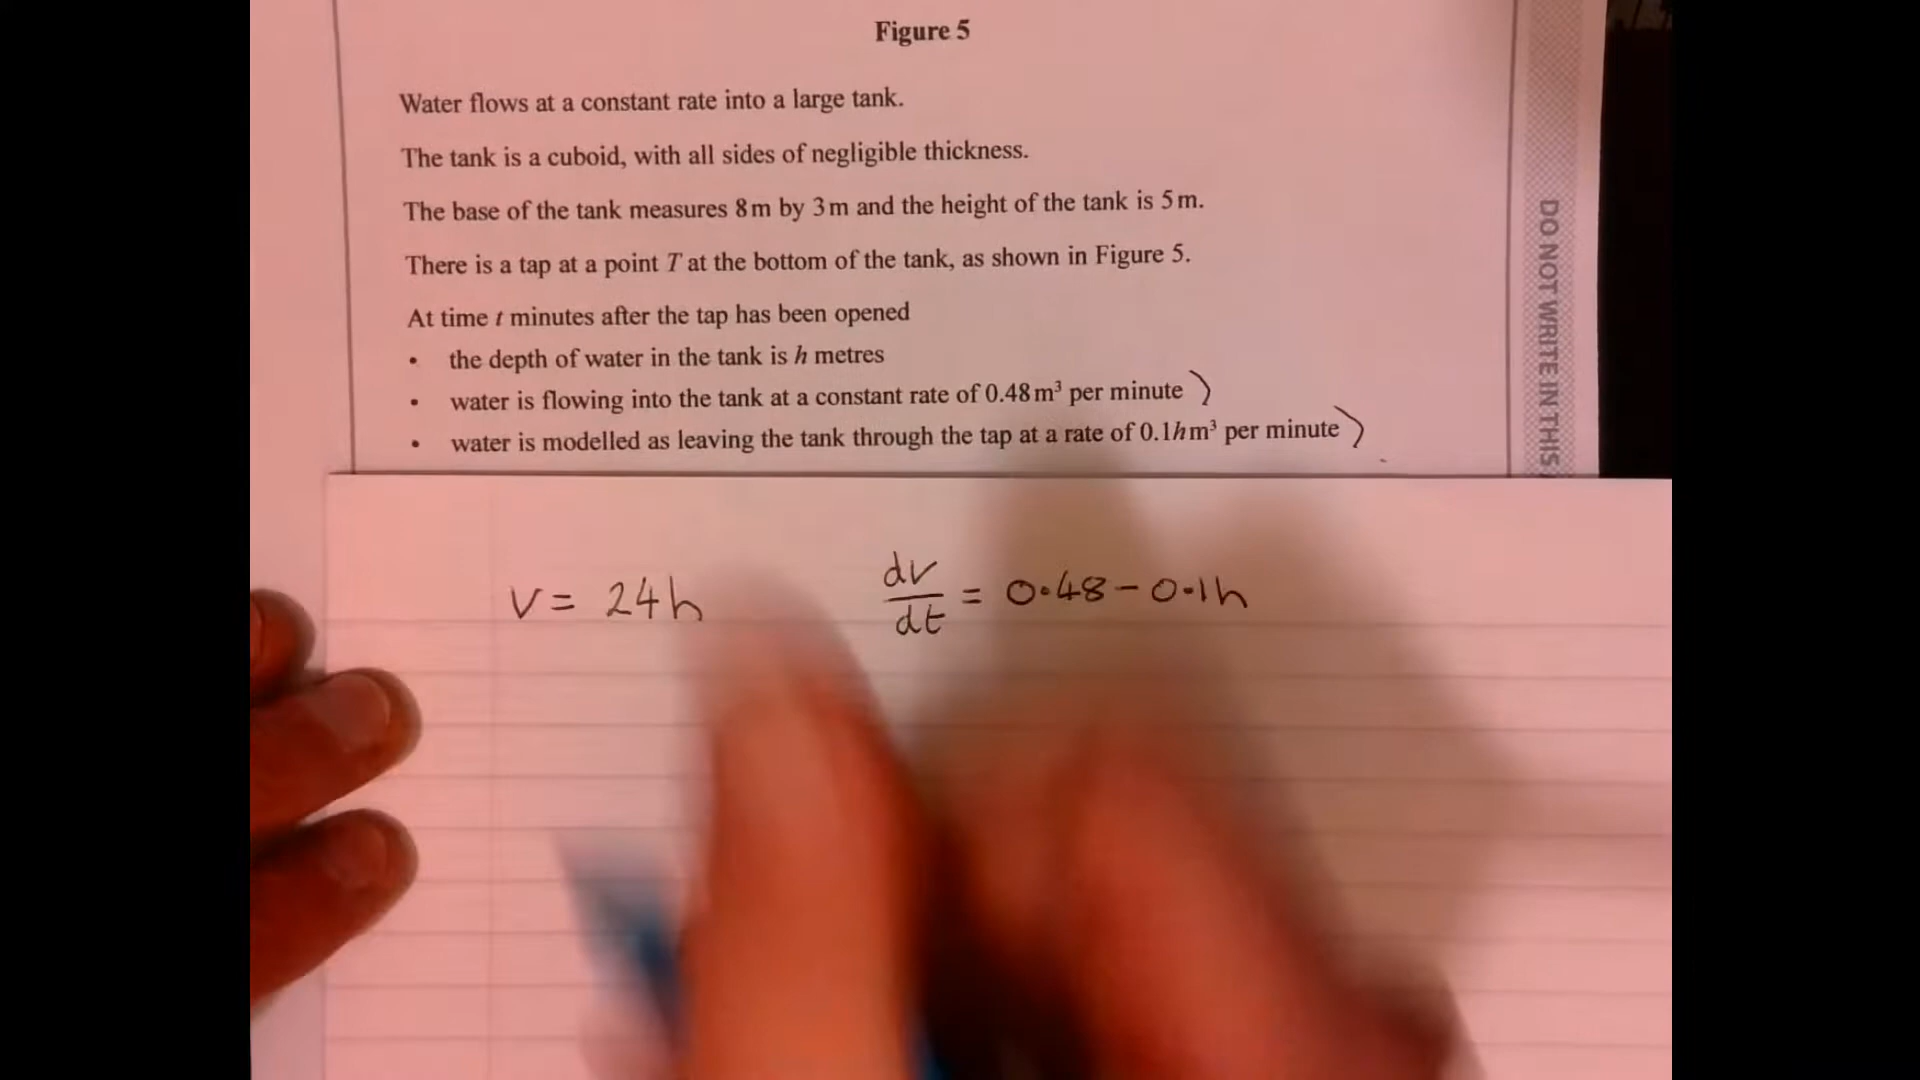 Figure 5
Water flows at a constant rate into a large tank.
The tank is a cuboid, with all sides of negligible thickness.
The base of the tank measures 8 m by 3 m and the height of the tank is 5 m.
There is a tap at a point T at the bottom of the tank, as shown in Figure 5.
At time t minutes after the tap has been opened
• the depth of water in the tank is h metres
• water is flowing into the tank at a constant rate of 0.48 m³ per minute
• water is modelled as leaving the tank through the tap at a rate of 0.1h m³ per minute
DO NOT WRITE IN THIS
V = 24h
dv/dt = 0.48 - 0.1h